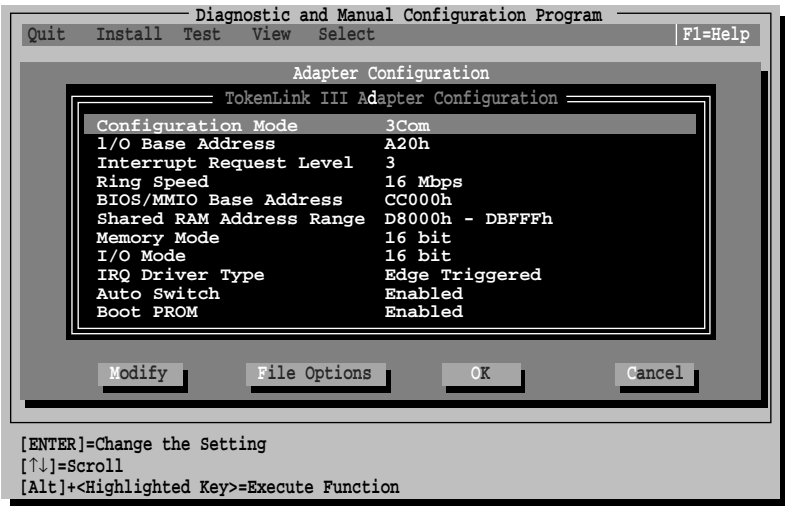 Diagnostic and Manual Configuration Program
Quit Install Test View Select F1=Help
Adapter Configuration
TokenLink III Adapter Configuration
Configuration Mode 3Com
l/O Base Address A20h
Interrupt Request Level 3
Ring Speed 16 Mbps
BIOS/MMIO Base Address CC000h
Shared RAM Address Range D8000h - DBFFFh
Memory Mode 16 bit
I/O Mode 16 bit
IRQ Driver Type Edge Triggered
Auto Switch Enabled
Boot PROM Enabled
Modify File Options OK Cancel
[ENTER]=Change the Setting
[↑↓]=Scroll
[Alt]+<Highlighted Key>=Execute Function